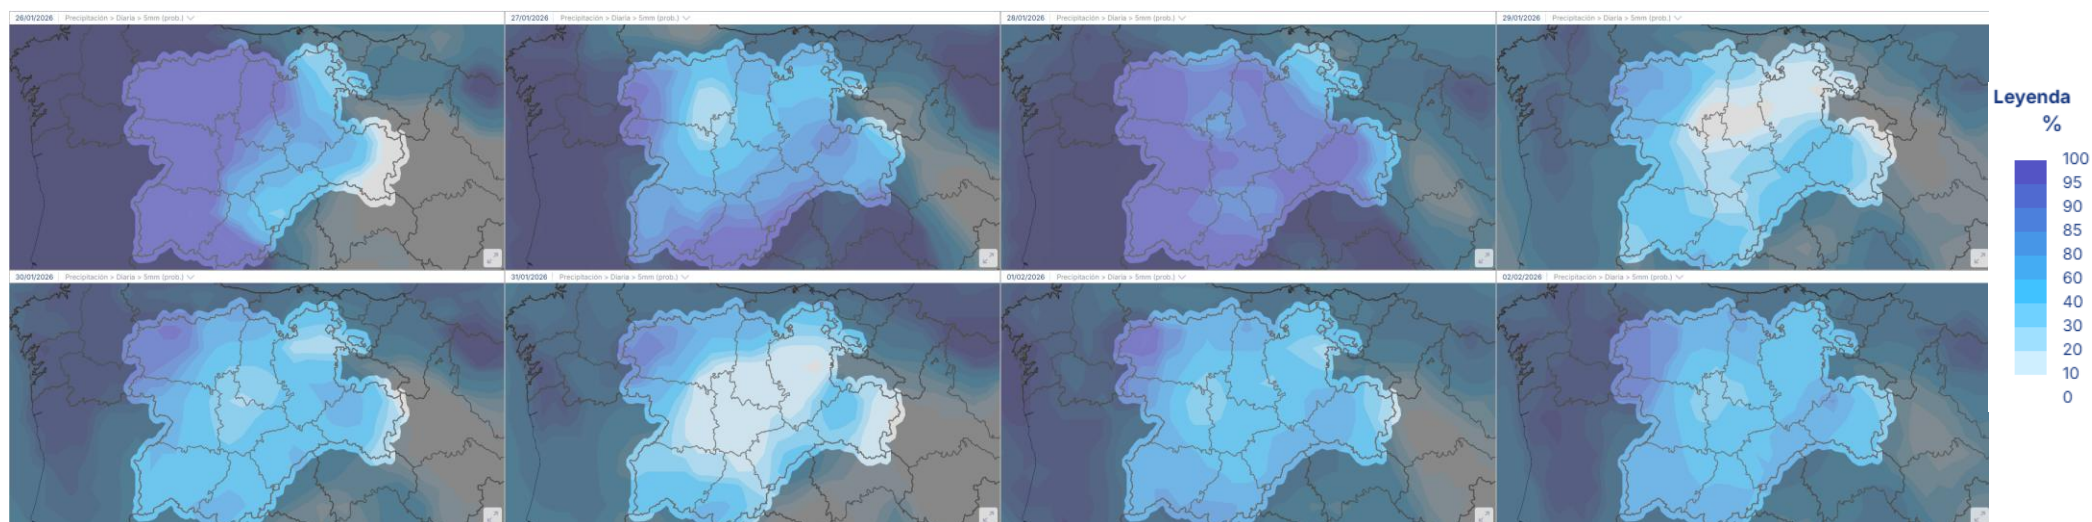 26/01/2026 Precipitación > Diaria > 5mm (prob.)
27/01/2026 Precipitación > Diaria > 5mm (prob.)
28/01/2026 Precipitación > Diaria > 5mm (prob.)
29/01/2026 Precipitación > Diaria > 5mm (prob.)
30/01/2026 Precipitación > Diaria > 5mm (prob.)
31/01/2026 Precipitación > Diaria > 5mm (prob.)
01/02/2026 Precipitación > Diaria > 5mm (prob.)
02/02/2026 Precipitación > Diaria > 5mm (prob.)
Leyenda
%
100
95
90
85
80
60
40
30
20
10
0